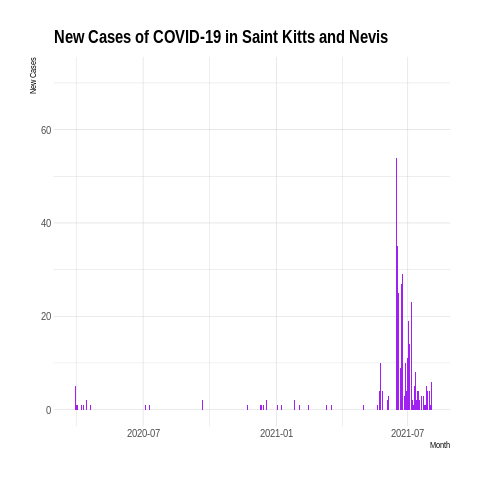 New Cases of COVID-19 in Saint Kitts and Nevis
New Cases
60
40
20
0
2020-07
2021-01
2021-07
Month